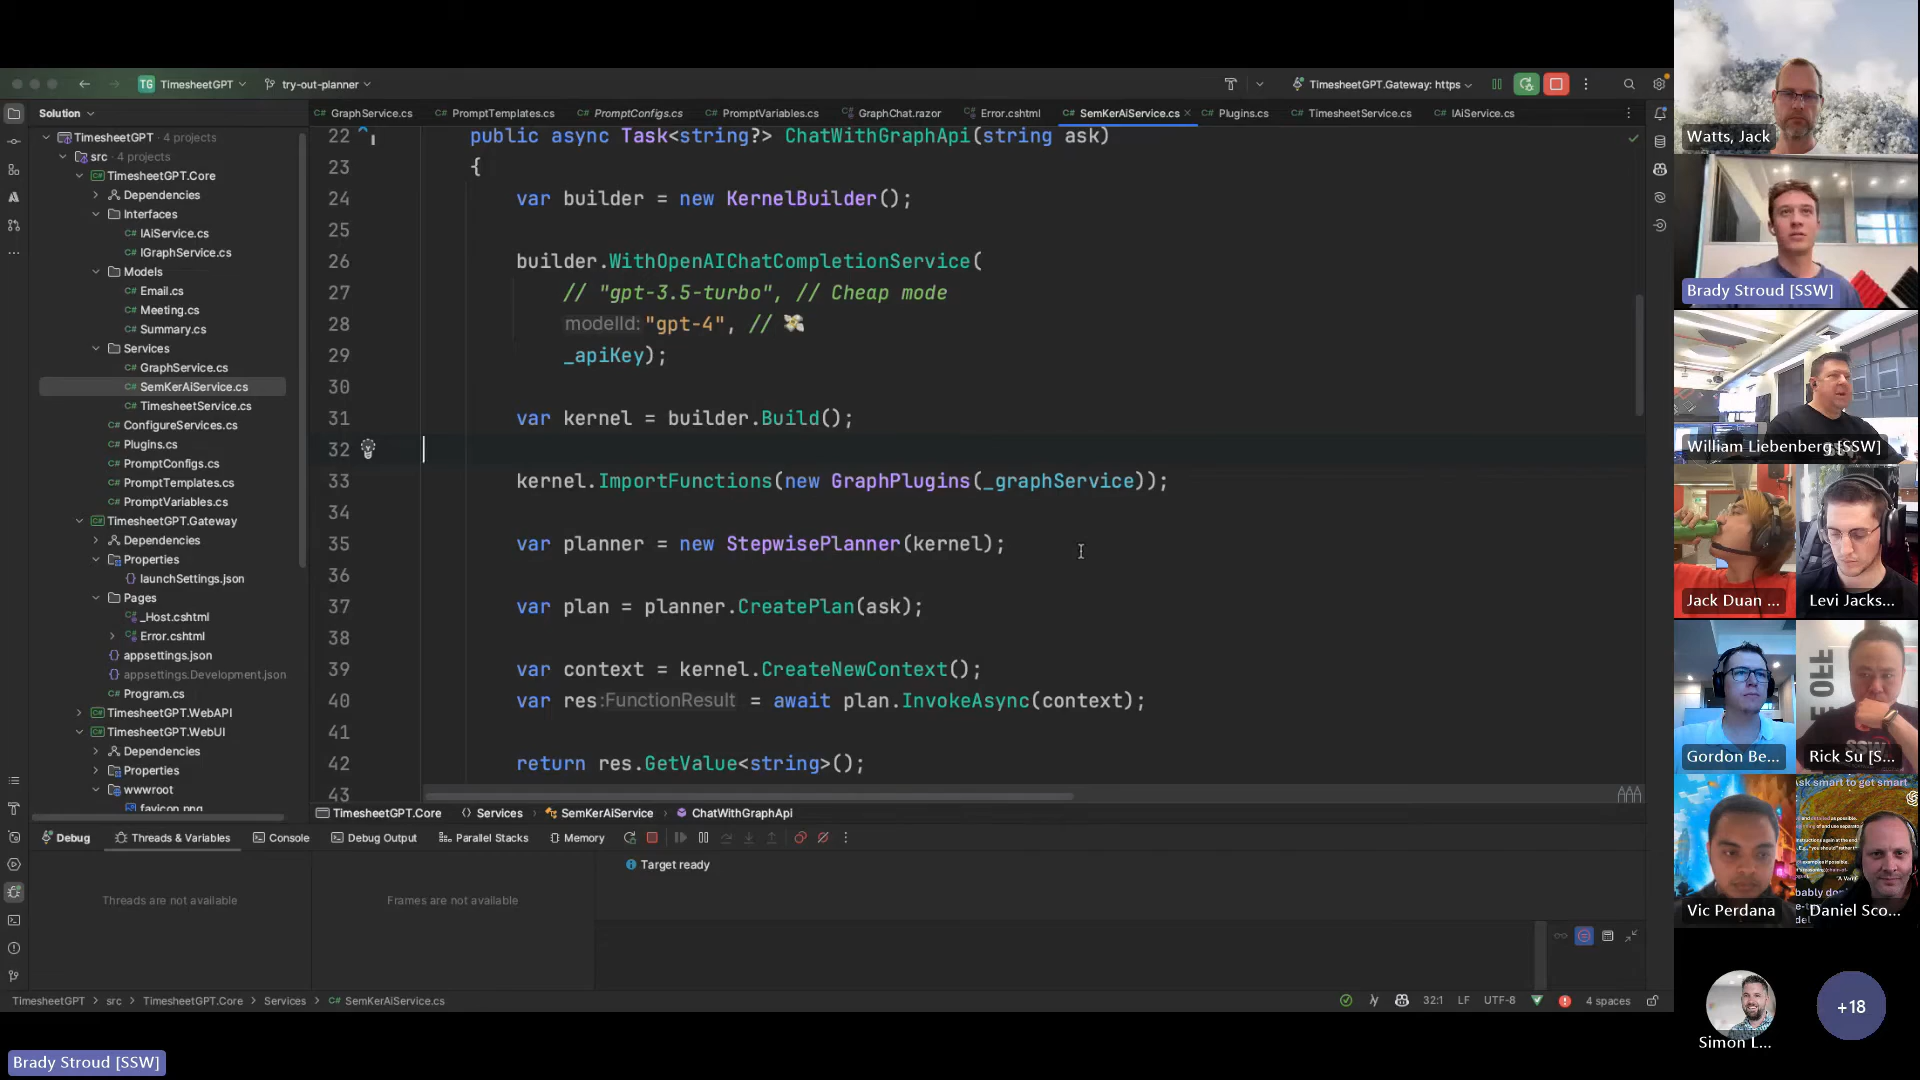 TG TimesheetGPT
try-out-planner
TimesheetGPT.Gateway: https
Solution
GraphService.cs
PromptTemplates.cs
PromptConfigs.cs
PromptVariables.cs
GraphChat.razor
Error.cshtml
SemKerAiService.cs
Plugins.cs
TimesheetService.cs
IAiService.cs
TimesheetGPT · 4 projects
src · 4 projects
TimesheetGPT.Core
Dependencies
Interfaces
IAiService.cs
IGraphService.cs
Models
Email.cs
Meeting.cs
Summary.cs
Services
GraphService.cs
SemKerAiService.cs
TimesheetService.cs
ConfigureServices.cs
Plugins.cs
PromptConfigs.cs
PromptTemplates.cs
PromptVariables.cs
TimesheetGPT.Gateway
Dependencies
Properties
launchSettings.json
Pages
_Host.cshtml
Error.cshtml
appsettings.json
appsettings.Development.json
Program.cs
TimesheetGPT.WebAPI
TimesheetGPT.WebUI
Dependencies
Properties
wwwroot
favicon.png
22 public async Task<string?> ChatWithGraphApi(string ask)
23 {
24 var builder = new KernelBuilder();
25
26 builder.WithOpenAIChatCompletionService(
27 // "gpt-3.5-turbo", // Cheap mode
28 modelId: "gpt-4", // 💸
29 _apiKey);
30
31 var kernel = builder.Build();
32
33 kernel.ImportFunctions(new GraphPlugins(_graphService));
34
35 var planner = new StepwisePlanner(kernel);
36
37 var plan = planner.CreatePlan(ask);
38
39 var context = kernel.CreateNewContext();
40 var res:FunctionResult = await plan.InvokeAsync(context);
41
42 return res.GetValue<string>();
43
TimesheetGPT.Core
Services
SemKerAiService
ChatWithGraphApi
Debug
Threads & Variables
Console
Debug Output
Parallel Stacks
Memory
Target ready
Threads are not available
Frames are not available
TimesheetGPT > src > TimesheetGPT.Core > Services > C# SemKerAiService.cs
32:1
LF
UTF-8
4 spaces
Watts, Jack
Brady Stroud [SSW]
William Liebenberg [SSW]
Jack Duan ...
Levi Jacks...
Gordon Be...
Rick Su [S...
Ask smart to get smart
Vic Perdana
Daniel Sco...
Simon L...
+18
Brady Stroud [SSW]